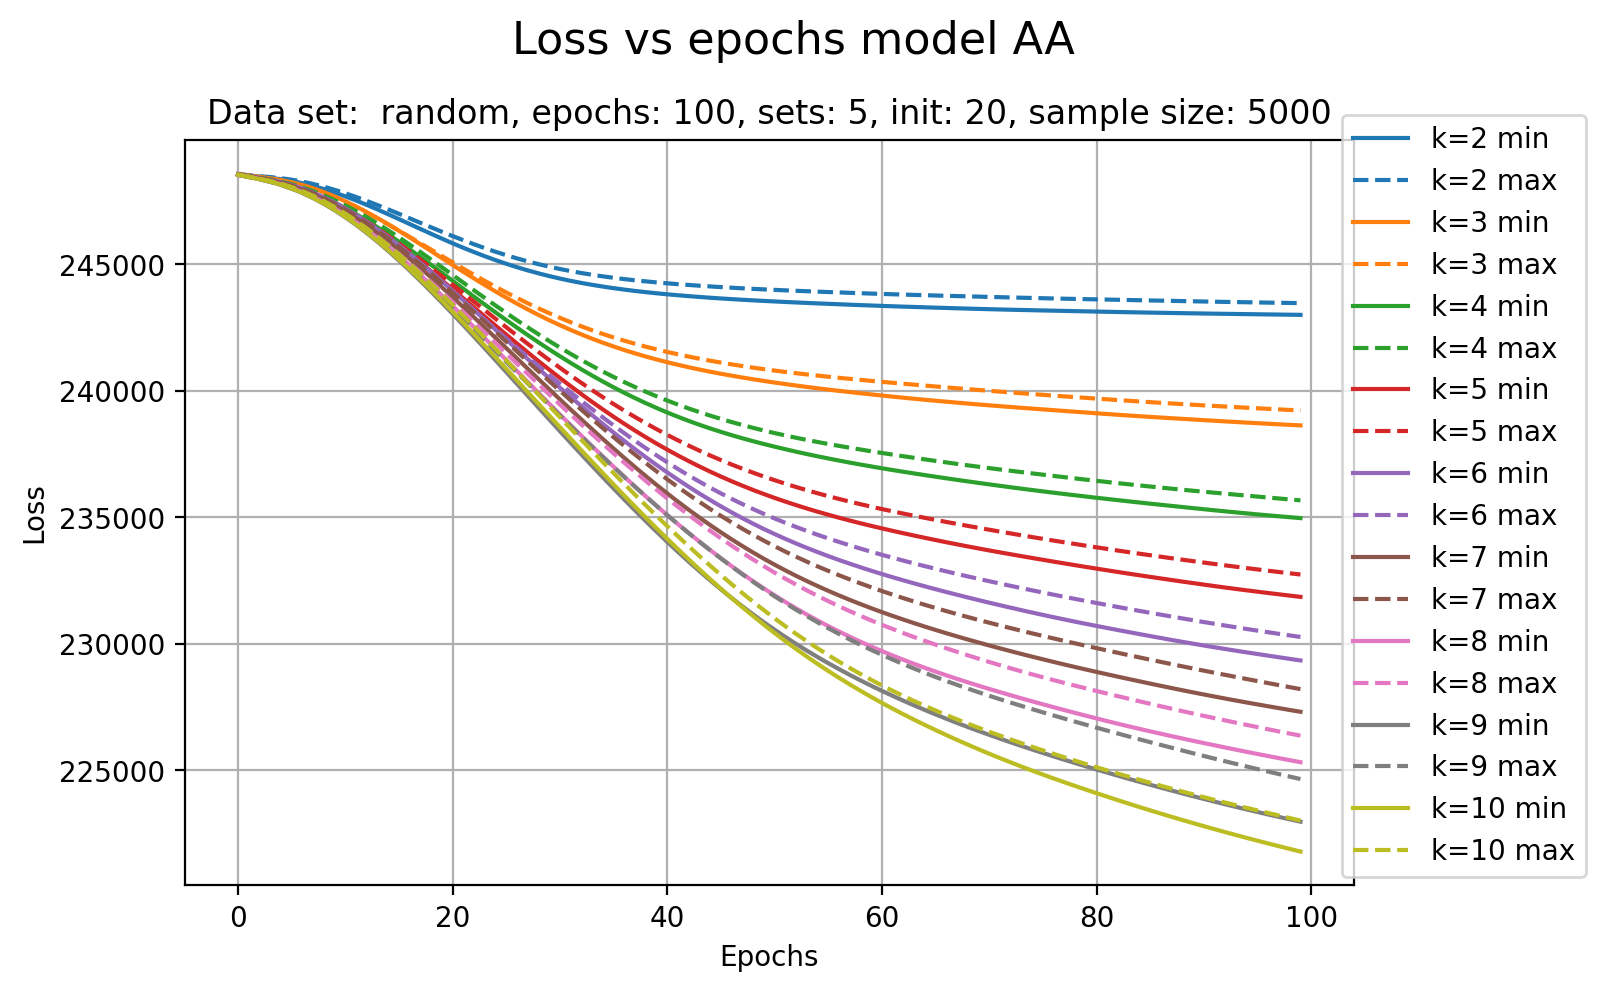 Loss vs epochs model AA
Data set:  random, epochs: 100, sets: 5, init: 20, sample size: 5000
k=2 min
k=2 max
k=3 min
k=3 max
k=4 min
k=4 max
k=5 min
k=5 max
k=6 min
k=6 max
k=7 min
k=7 max
k=8 min
k=8 max
k=9 min
k=9 max
k=10 min
k=10 max
245000
240000
235000
230000
225000
Loss
0 20 40 60 80 100
Epochs